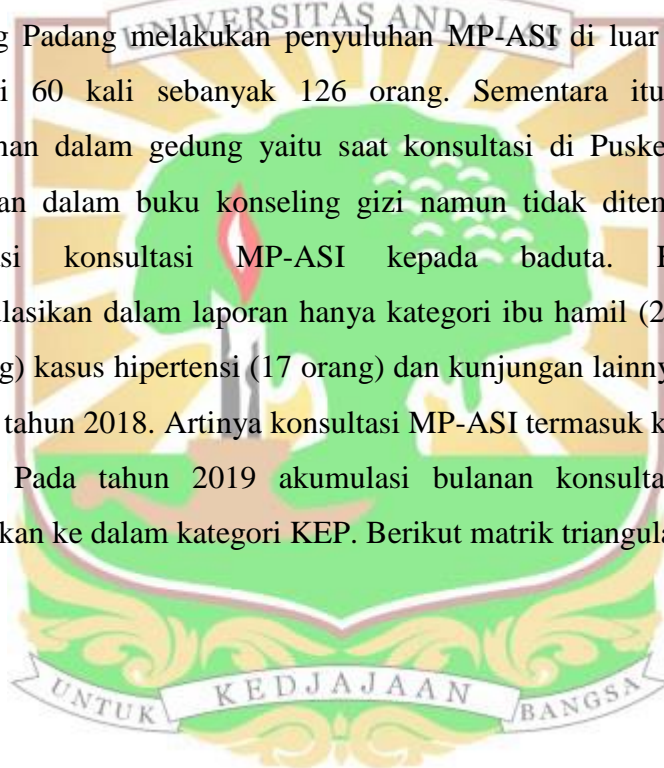 UNIVERSITAS ANDALAS
g Padang melakukan penyuluhan MP-ASI di luar
i 60 kali sebanyak 126 orang. Sementara itu
nan dalam gedung yaitu saat konsultasi di Puske
an dalam buku konseling gizi namun tidak diten
si konsultasi MP-ASI kepada baduta.
ulasikan dalam laporan hanya kategori ibu hamil (2
g) kasus hipertensi (17 orang) dan kunjungan lainny
tahun 2018. Artinya konsultasi MP-ASI termasuk k
Pada tahun 2019 akumulasi bulanan konsulta
kan ke dalam kategori KEP. Berikut matrik triangula
UNTUK KEDJAJAAN BANGSA